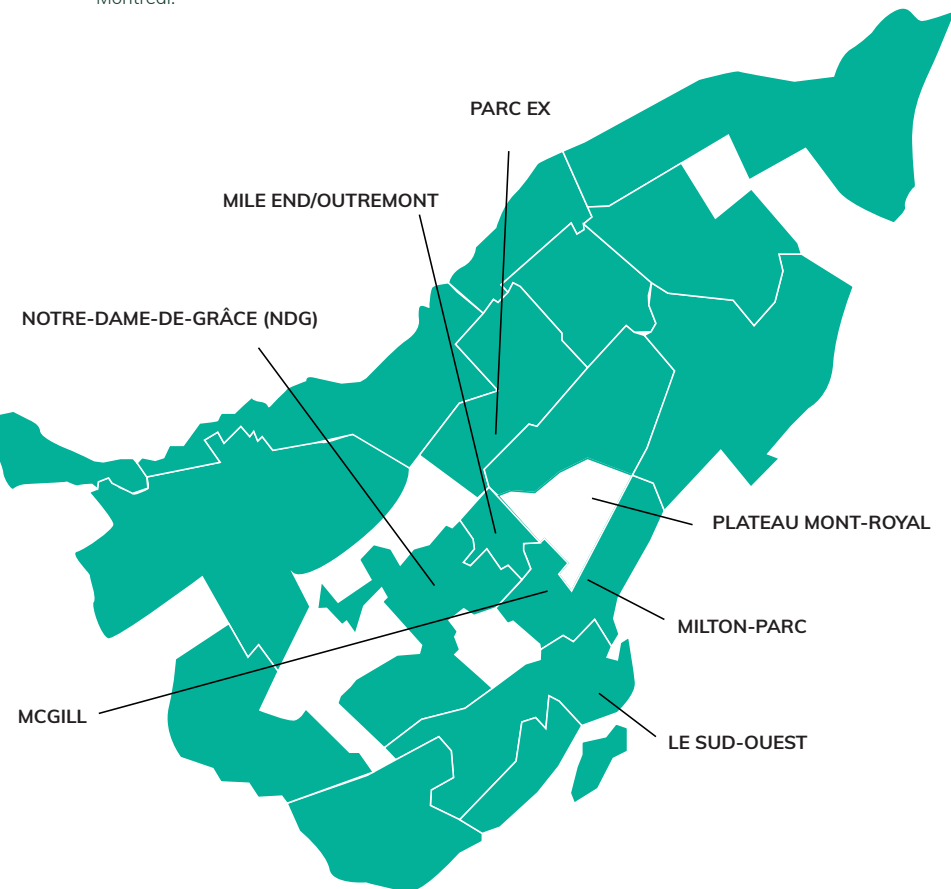 Montréal.
PARC EX
MILE END/OUTREMONT
NOTRE-DAME-DE-GRÂCE (NDG)
PLATEAU MONT-ROYAL
MILTON-PARC
MCGILL
LE SUD-OUEST